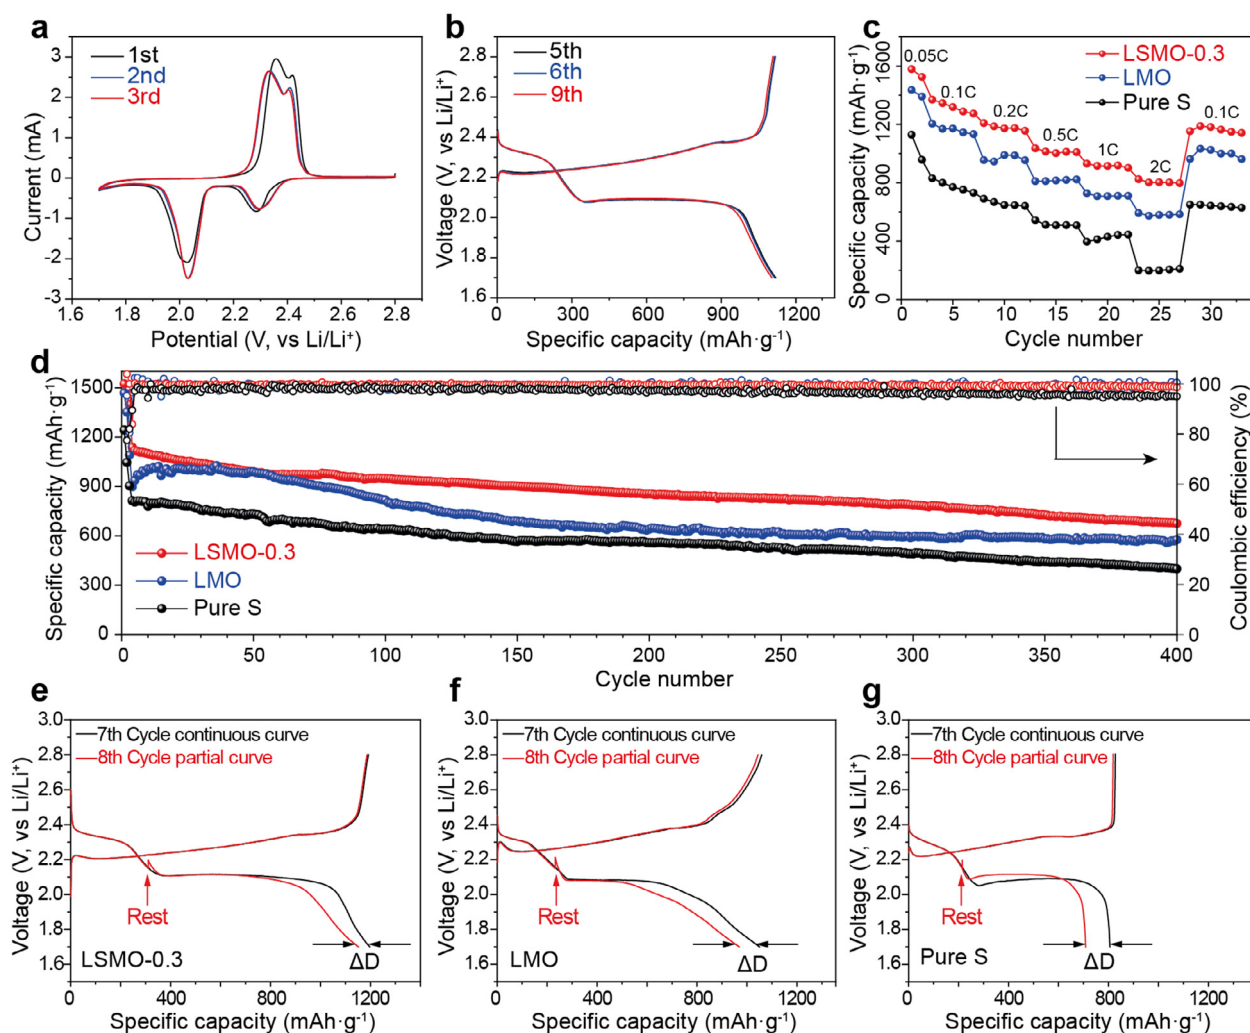 a
1st
2nd
3rd
Current (mA)
3
2
1
0
1
2
3
1.6 1.8 2.0 2.2 2.4 2.6 2.8
Potential (V, vs Li/Li⁺)
b
5th
6th
9th
Voltage (V, vs Li/Li⁺)
2.8
2.6
2.4
2.2
2.0
1.8
1.6
0 300 600 900 1200
Specific capacity (mAh·g⁻¹)
c
LSMO-0.3
LMO
Pure S
0.05C
0.1C
0.2C
0.5C
1C
2C
0.1C
Specific capacity (mAh·g⁻¹)
1600
1200
800
400
0
0 5 10 15 20 25 30
Cycle number
d
Specific capacity (mAh·g⁻¹)
1500
1200
900
600
300
0
LSMO-0.3
LMO
Pure S
100
80
60
40
20
0
Coulombic efficiency (%)
0 50 100 150 200 250 300 350 400
Cycle number
e
7th Cycle continuous curve
8th Cycle partial curve
Rest
LSMO-0.3
ΔD
Voltage (V, vs Li/Li⁺)
3.0
2.8
2.6
2.4
2.2
2.0
1.8
1.6
0 400 800 1200
Specific capacity (mAh·g⁻¹)
f
7th Cycle continuous curve
8th Cycle partial curve
Rest
LMO
ΔD
Voltage (V, vs Li/Li⁺)
3.0
2.8
2.6
2.4
2.2
2.0
1.8
1.6
0 400 800 1200
Specific capacity (mAh·g⁻¹)
g
7th Cycle continuous curve
8th Cycle partial curve
Rest
Pure S
ΔD
Voltage (V, vs Li/Li⁺)
3.0
2.8
2.6
2.4
2.2
2.0
1.8
1.6
0 400 800 1200
Specific capacity (mAh·g⁻¹)